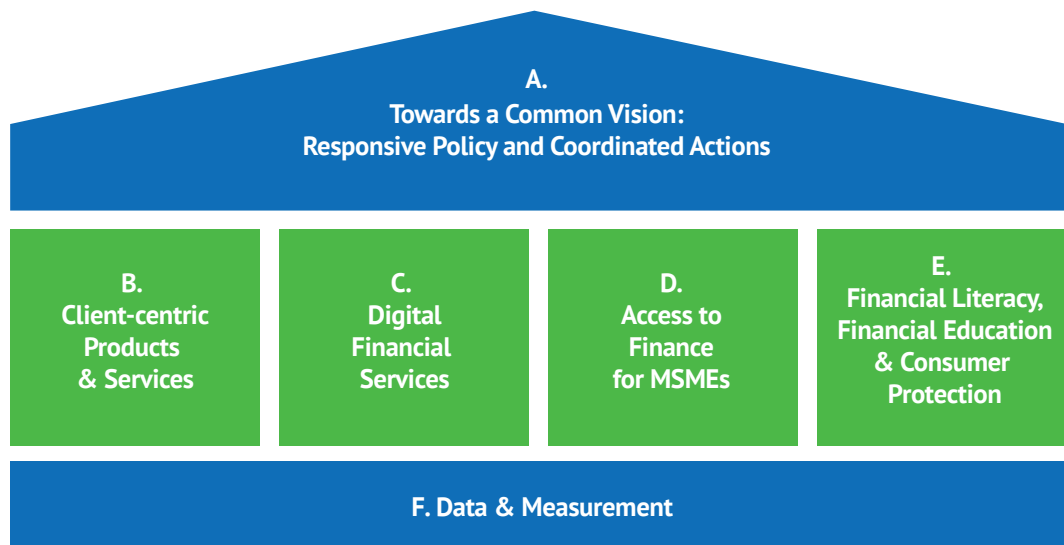 A.
Towards a Common Vision:
Responsive Policy and Coordinated Actions
B.
Client-centric
Products
& Services
C.
Digital
Financial
Services
D.
Access to
Finance
for MSMEs
E.
Financial Literacy,
Financial Education
& Consumer
Protection
F. Data & Measurement